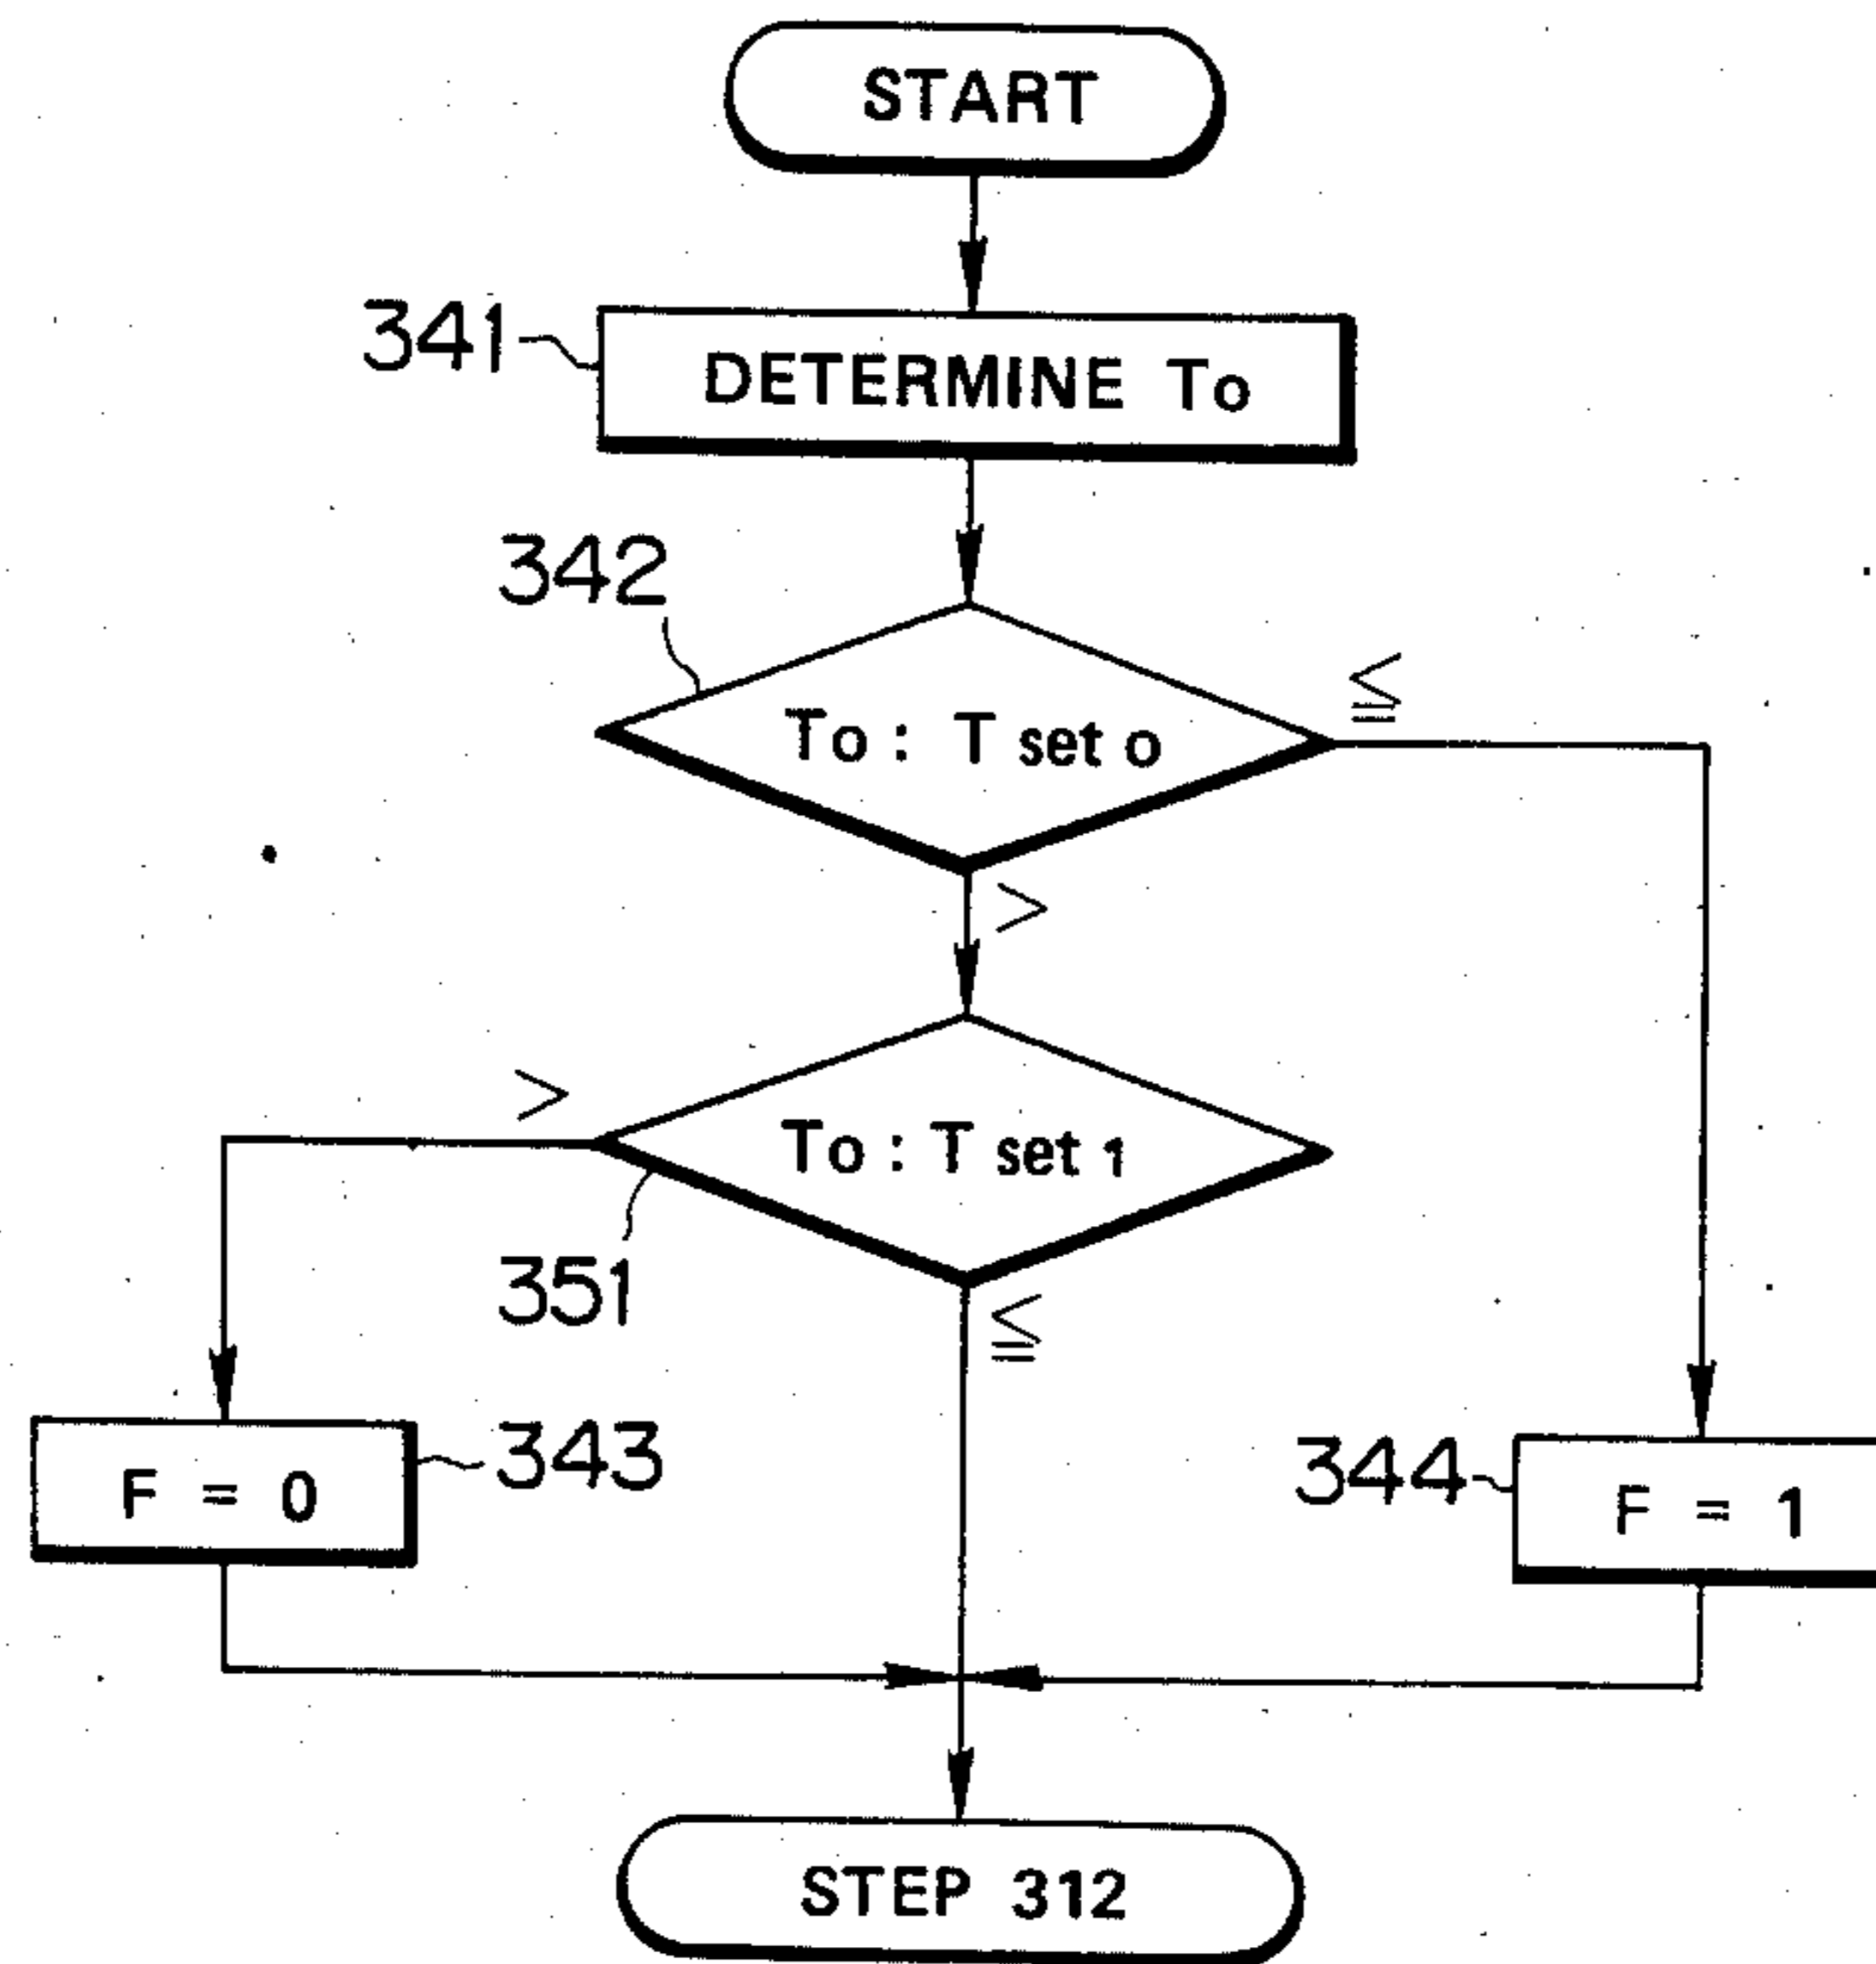 START
341
DETERMINE To
342
To : T set o
≦
>
>
To : T set 1
351
≦
F = 0
343
344
F = 1
STEP 312